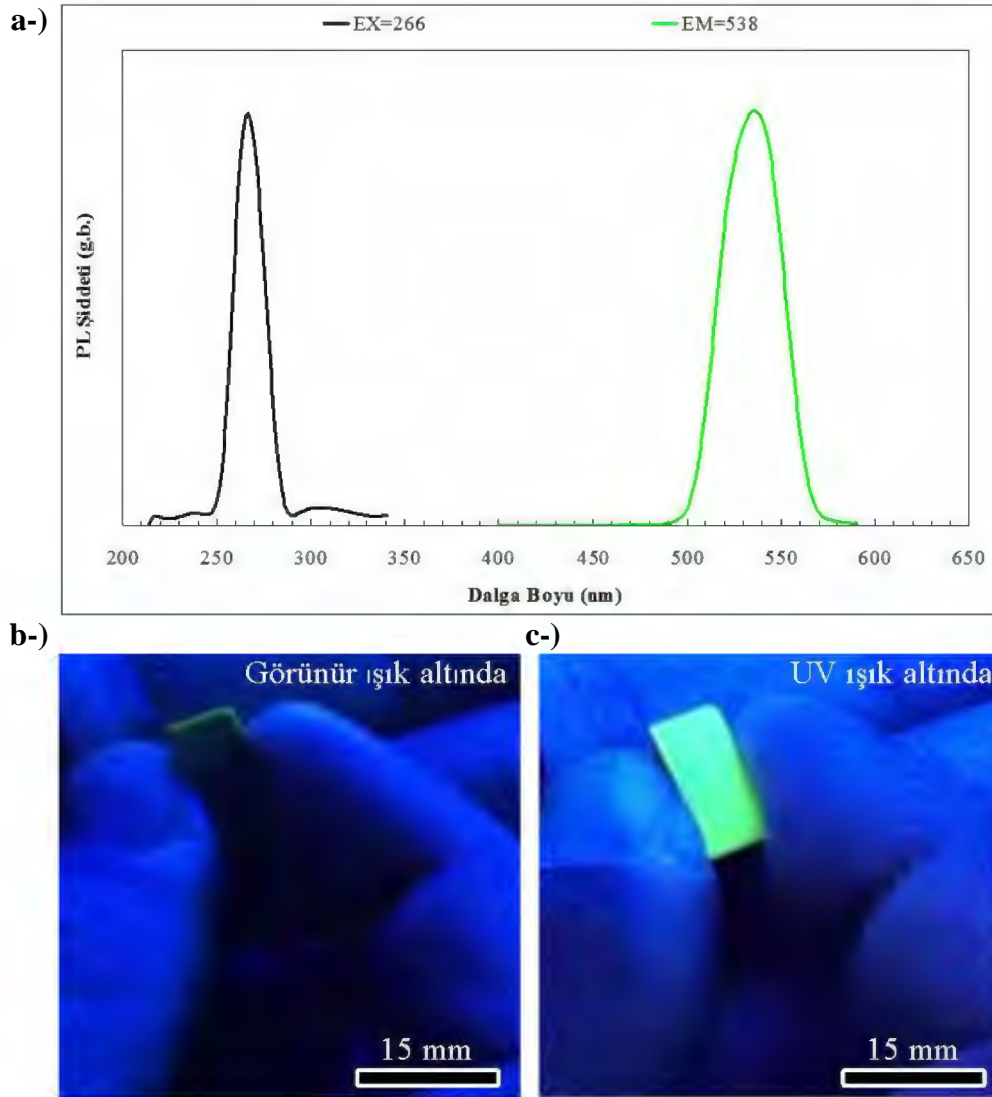 a-)
EX=266 EM=538
PL Şiddeti (g.b.)
200 250 300 350 400 450 500 550 600 650
Dalga Boyu (nm)
b-) c-)
Görünür ışık altında
15 mm
UV ışık altında
15 mm